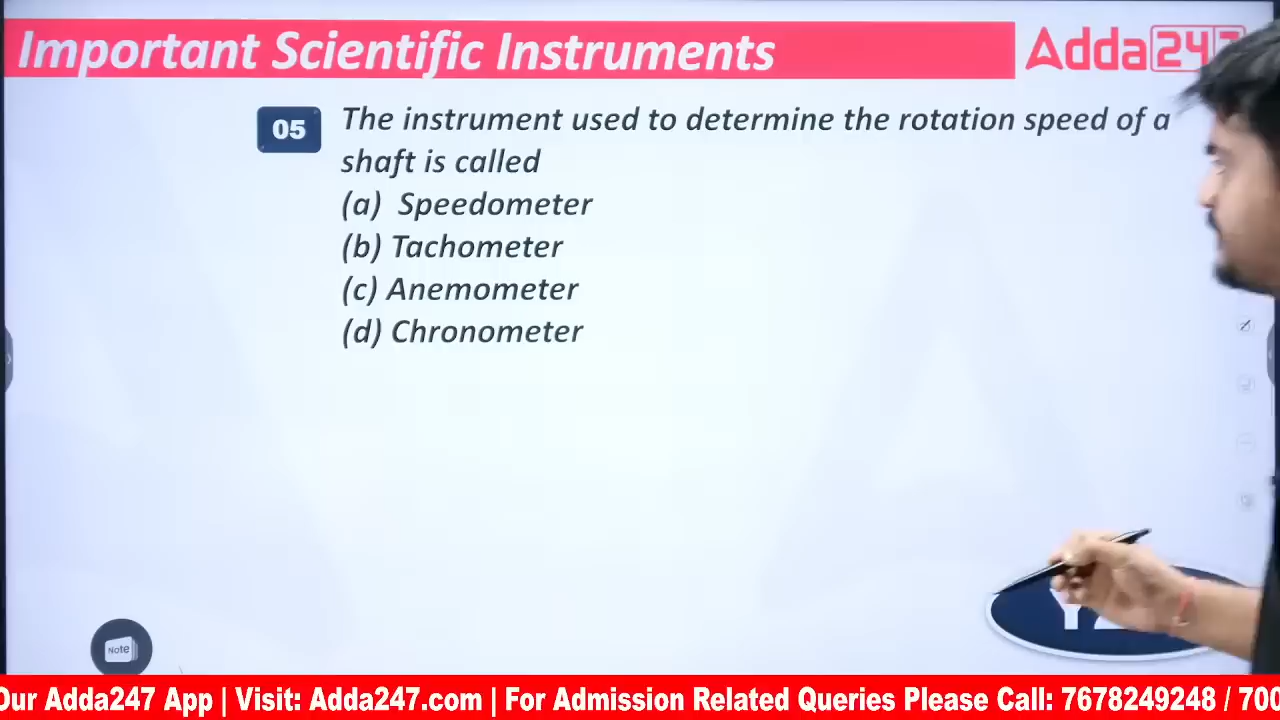 Important Scientific Instruments
Adda247
05
The instrument used to determine the rotation speed of a
shaft is called
(a) Speedometer
(b) Tachometer
(c) Anemometer
(d) Chronometer
Note
Our Adda247 App | Visit: Adda247.com | For Admission Related Queries Please Call: 7678249248 / 700